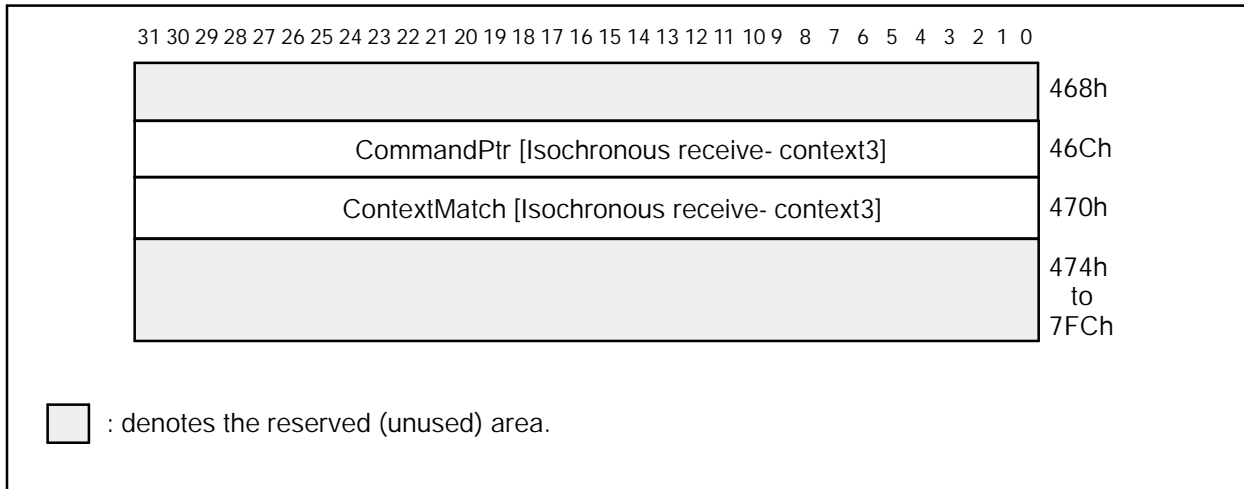 31 30 29 28 27 26 25 24 23 22 21 20 19 18 17 16 15 14 13 12 11 10 9 8 7 6 5 4 3 2 1 0
468h
CommandPtr [Isochronous receive- context3] 46Ch
ContextMatch [Isochronous receive- context3] 470h
474h
to
7FCh
: denotes the reserved (unused) area.